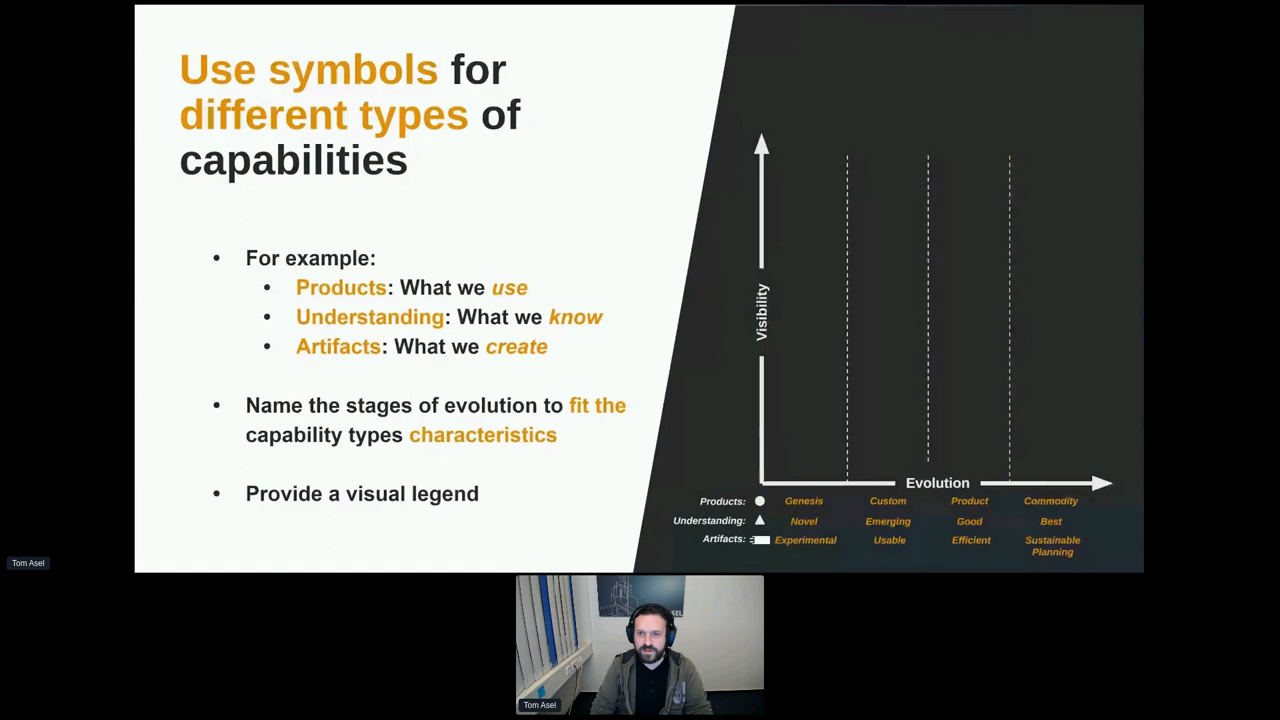 Use symbols for
different types of
capabilities
• For example:
• Products: What we use
• Understanding: What we know
• Artifacts: What we create
• Name the stages of evolution to fit the
capability types characteristics
• Provide a visual legend
Visibility
Evolution
Products: Genesis Custom Product Commodity
Understanding: Novel Emerging Good Best
Artifacts: Experimental Usable Efficient Sustainable
Planning
Tom Asel
Tom Asel